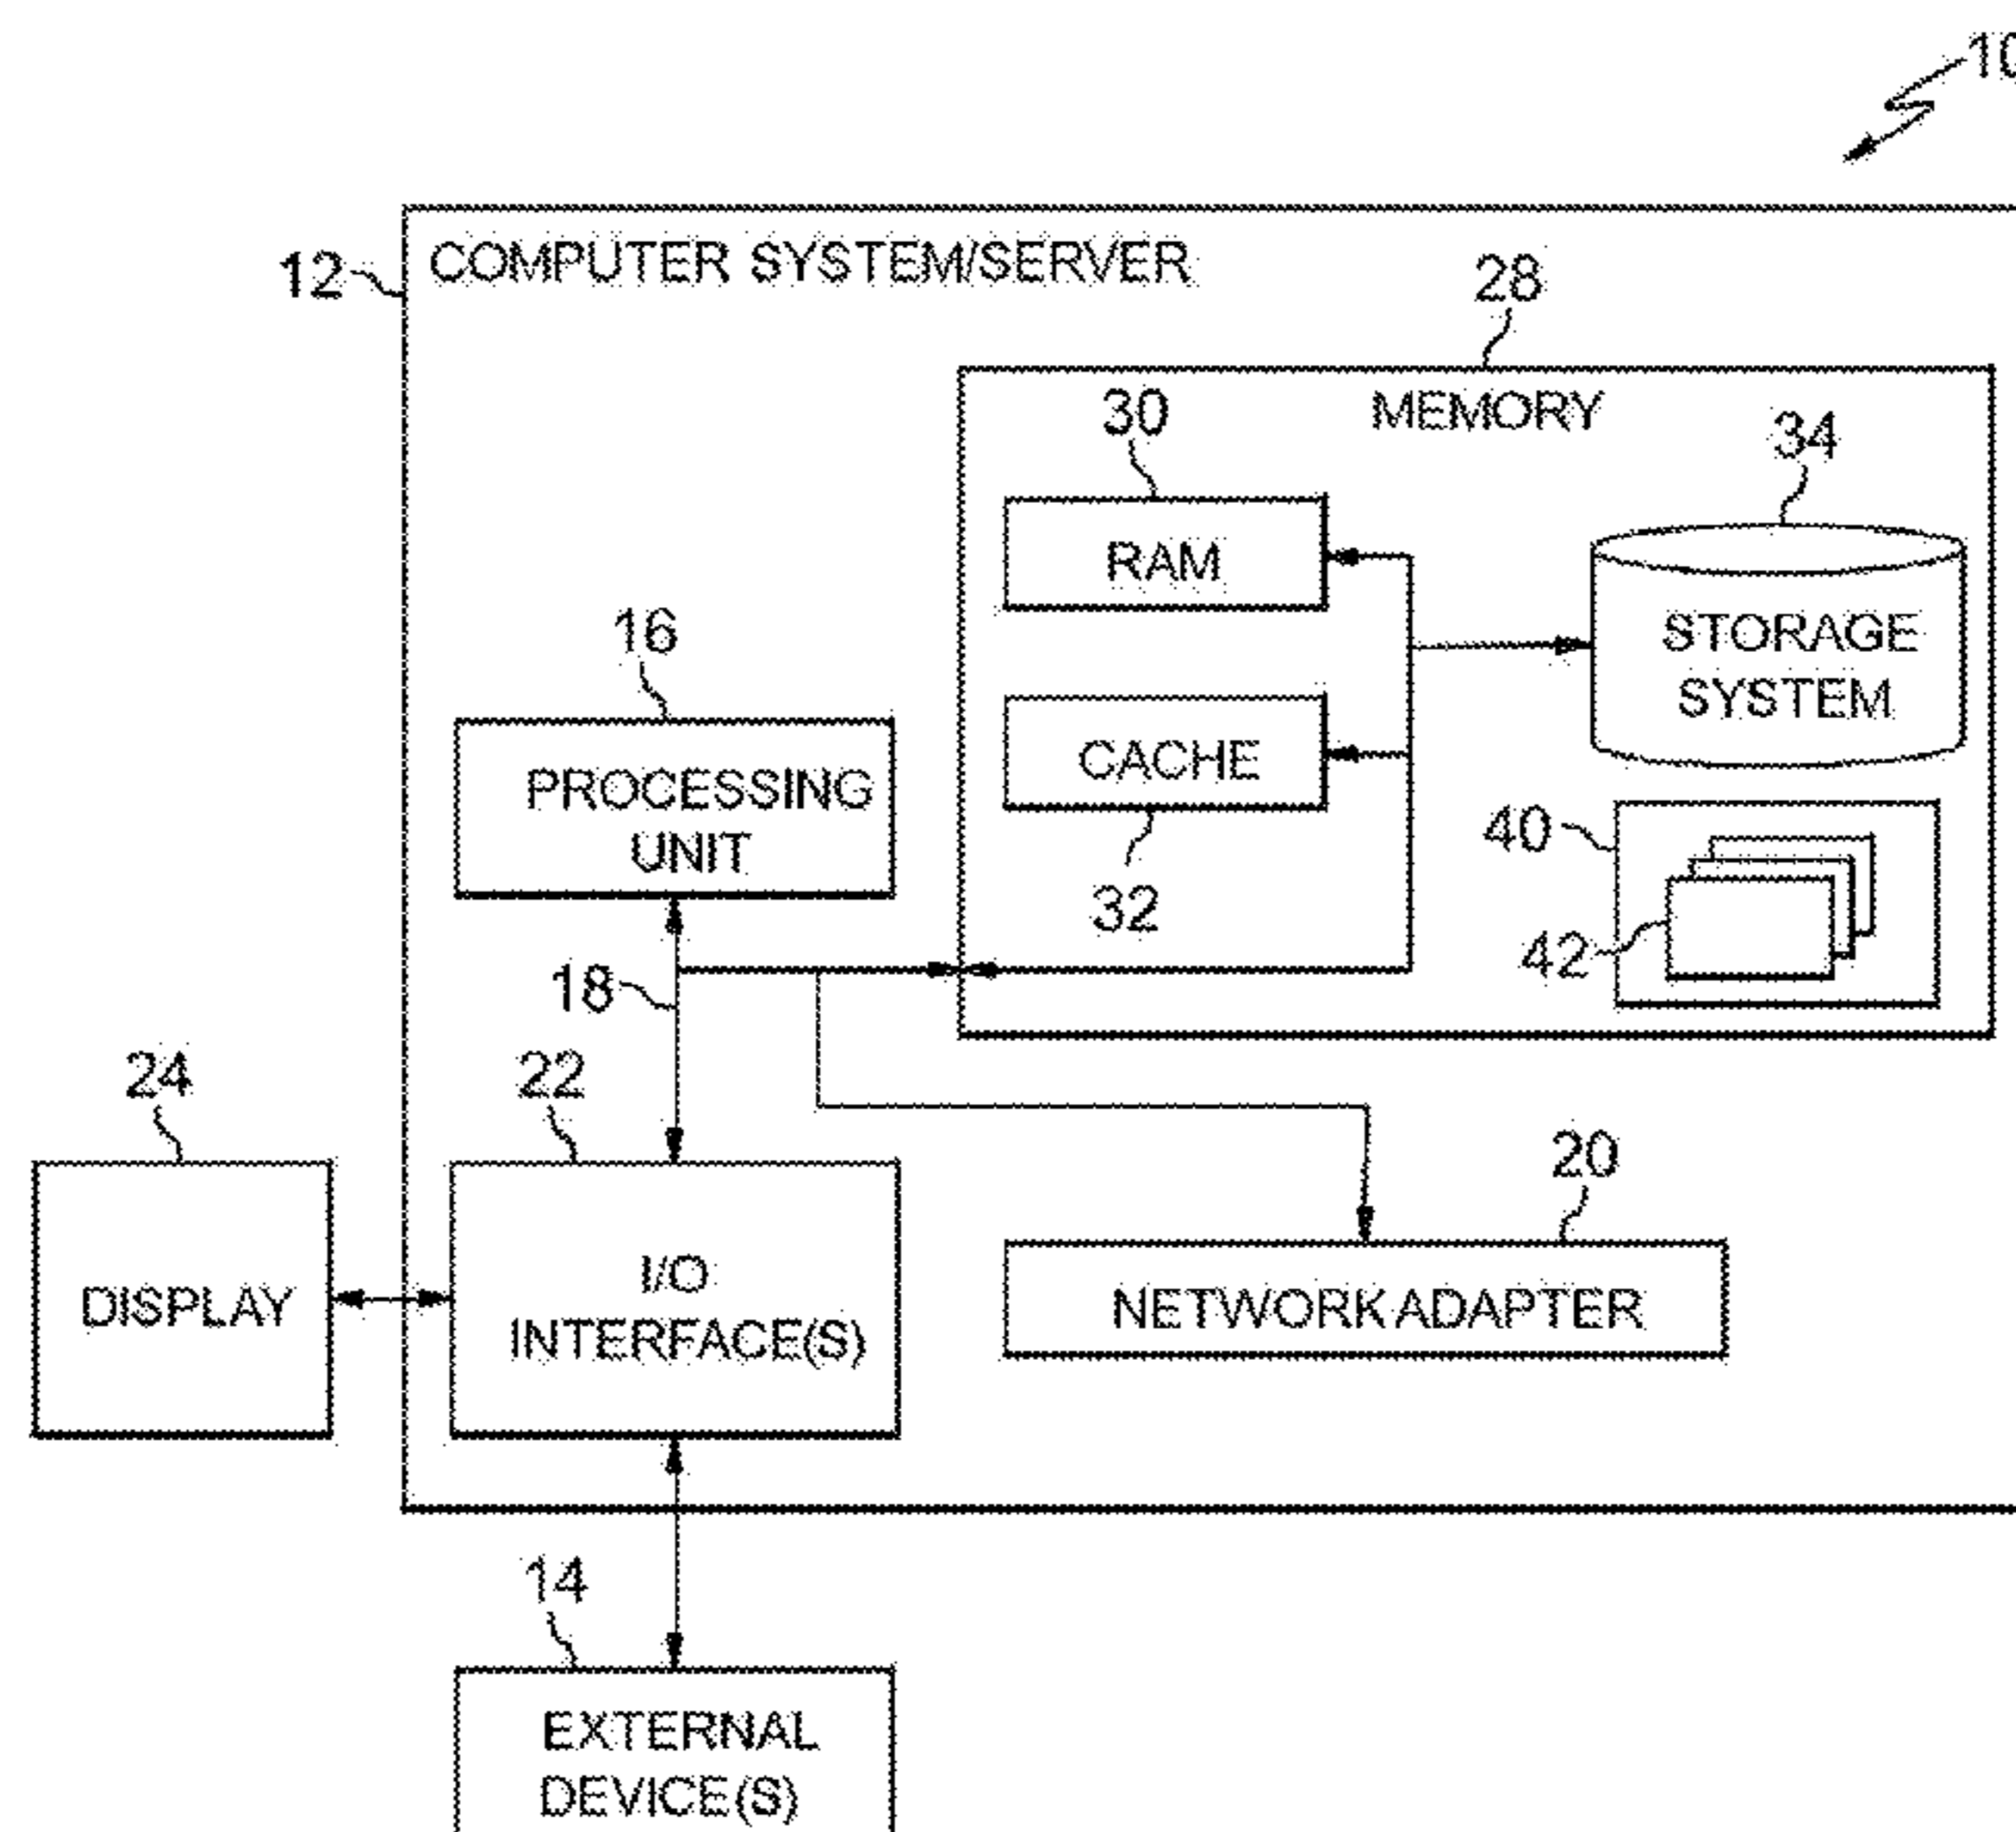 10
12
COMPUTER SYSTEM/SERVER
28
MEMORY
30
34
RAM
STORAGE
SYSTEM
16
PROCESSING
UNIT
CACHE
32
40
42
18
24
22
20
DISPLAY
I/O
INTERFACE(S)
NETWORK ADAPTER
14
EXTERNAL
DEVICE(S)